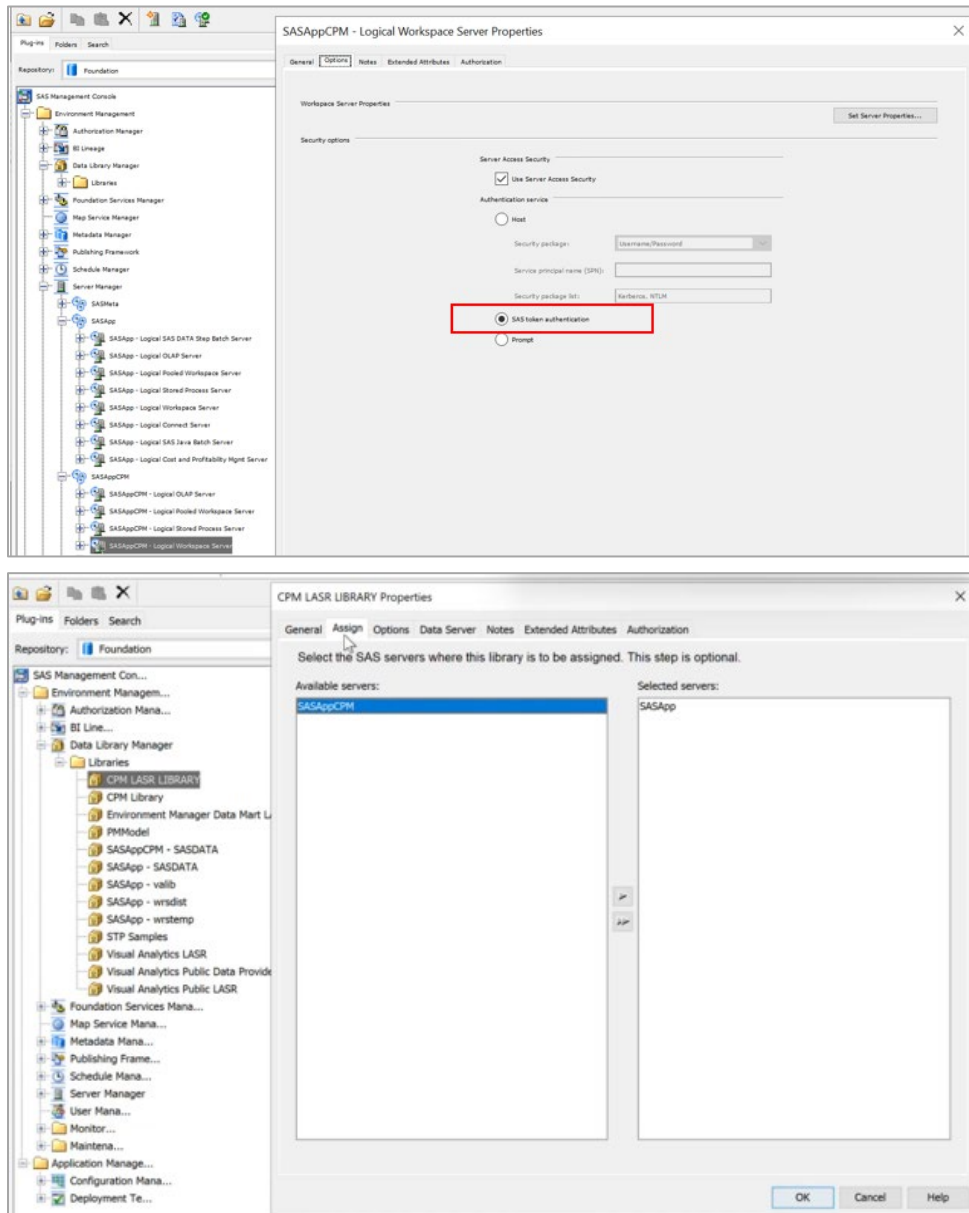 SASAppCPM - Logical Workspace Server Properties
Plug-ins Folders Search
Repository: Foundation
SAS Management Console
Environment Management
Authorization Manager
BI Lineage
Data Library Manager
Libraries
Foundation Services Manager
Map Service Manager
Metadata Manager
Publishing Framework
Schedule Manager
Server Manager
SASMeta
SASApp
SASApp - Logical SAS DATA Step Batch Server
SASApp - Logical OLAP Server
SASApp - Logical Pooled Workspace Server
SASApp - Logical Stored Process Server
SASApp - Logical Workspace Server
SASApp - Logical Connect Server
SASApp - Logical SAS Java Batch Server
SASApp - Logical Cost and Profitability Mgnt Server
SASAppCPM
SASAppCPM - Logical OLAP Server
SASAppCPM - Logical Pooled Workspace Server
SASAppCPM - Logical Stored Process Server
SASAppCPM - Logical Workspace Server
General Options Notes Extended Attributes Authorization
Workspace Server Properties
Set Server Properties...
Security options
Server Access Security
Use Server Access Security
Authentication service
Host
Security package: Username/Password
Service principal name (SPN):
Security package list: Kerberos, NTLM
SAS token authentication
Prompt
CPM LASR LIBRARY Properties
Plug-ins Folders Search
Repository: Foundation
SAS Management Con...
Environment Managem...
Authorization Mana...
BI Line...
Data Library Manager
Libraries
CPM LASR LIBRARY
CPM Library
Environment Manager Data Mart L
PMModel
SASAppCPM - SASDATA
SASApp - SASDATA
SASApp - valib
SASApp - wrsdist
SASApp - wrstemp
STP Samples
Visual Analytics LASR
Visual Analytics Public Data Provide
Visual Analytics Public LASR
Foundation Services Mana...
Map Service Mana...
Metadata Mana...
Publishing Frame...
Schedule Mana...
Server Manager
User Mana...
Monitor...
Maintena...
Application Manage...
Configuration Mana...
Deployment Te...
General Assign Options Data Server Notes Extended Attributes Authorization
Select the SAS servers where this library is to be assigned. This step is optional.
Available servers:
SASAppCPM
Selected servers:
SASApp
OK Cancel Help